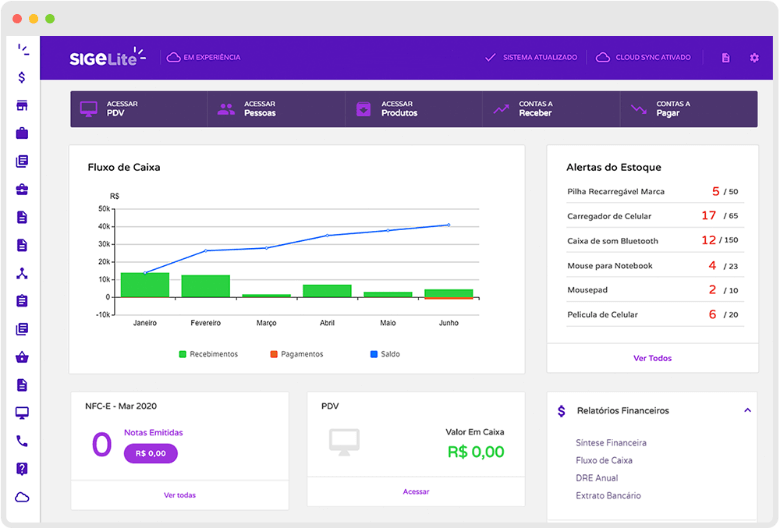 SIGELite
EM EXPERIÊNCIA
SISTEMA ATUALIZADO
CLOUD SYNC ATIVADO
ACESSAR
PDV
ACESSAR
Pessoas
ACESSAR
Produtos
CONTAS A
Receber
CONTAS A
Pagar
Fluxo de Caixa
R$
50k
40k
30k
20k
10k
0
-10k
Janeiro Fevereiro Março Abril Maio Junho
Recebimentos Pagamentos Saldo
Alertas do Estoque
Pilha Recarregável Marca 5 / 50
Carregador de Celular 17 / 65
Caixa de som Bluetooth 12 / 150
Mouse para Notebook 4 / 23
Mousepad 2 / 10
Película de Celular 6 / 20
Ver Todos
NFC-E - Mar 2020
0
Notas Emitidas
R$ 0,00
Ver todas
PDV
Valor Em Caixa
R$ 0,00
Acessar
$ Relatórios Financeiros
Síntese Financeira
Fluxo de Caixa
DRE Anual
Extrato Bancário